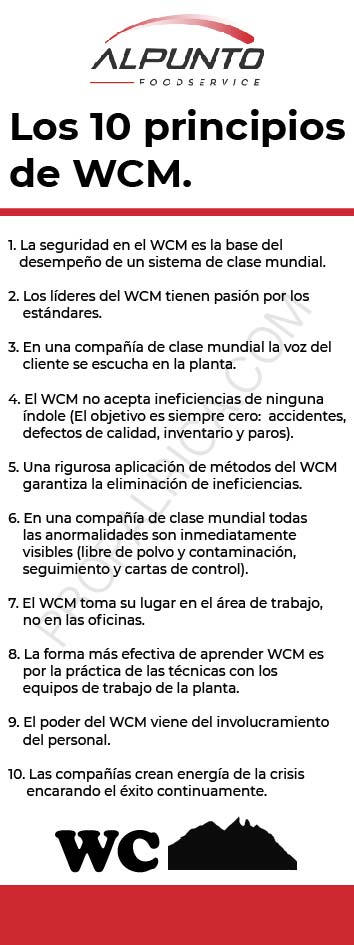 ALPUNTO
FOODSERVICE
Los 10 principios
de WCM.
1. La seguridad en el WCM es la base del
desempeño de un sistema de clase mundial.
2. Los líderes del WCM tienen pasión por los
estándares.
3. En una compañía de clase mundial la voz del
cliente se escucha en la planta.
4. El WCM no acepta ineficiencias de ninguna
índole (El objetivo es siempre cero: accidentes,
defectos de calidad, inventario y paros).
5. Una rigurosa aplicación de métodos del WCM
garantiza la eliminación de ineficiencias.
6. En una compañía de clase mundial todas
las anormalidades son inmediatamente
visibles (libre de polvo y contaminación,
seguimiento y cartas de control).
7. El WCM toma su lugar en el área de trabajo,
no en las oficinas.
8. La forma más efectiva de aprender WCM es
por la práctica de las técnicas con los
equipos de trabajo de la planta.
9. El poder del WCM viene del involucramiento
del personal.
10. Las compañías crean energía de la crisis
encarando el éxito continuamente.
WC